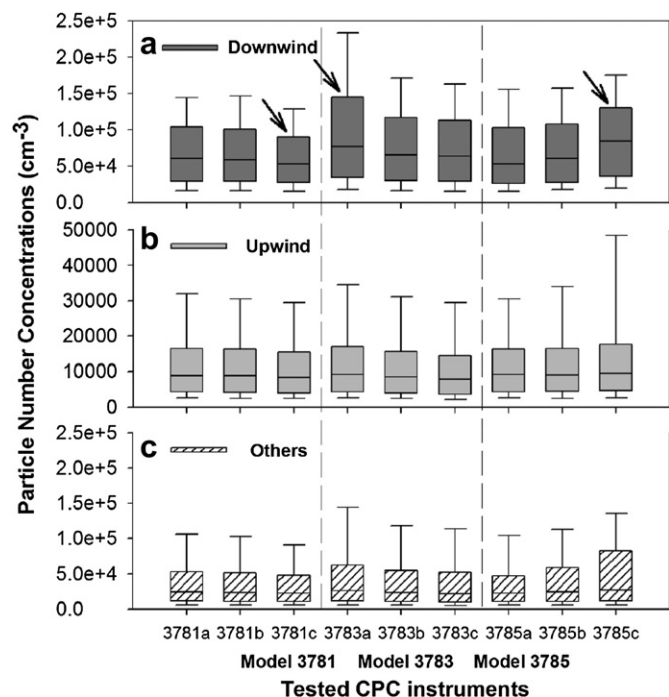 2.5e+5
a
Downwind
2.0e+5
1.5e+5
1.0e+5
5.0e+4
0.0
b
Upwind
50000
40000
30000
20000
10000
0
c
Others
2.5e+5
2.0e+5
1.5e+5
1.0e+5
5.0e+4
0.0
Particle Number Concentrations (cm-3)
3781a 3781b 3781c 3783a 3783b 3783c 3785a 3785b 3785c
Model 3781 Model 3783 Model 3785
Tested CPC instruments